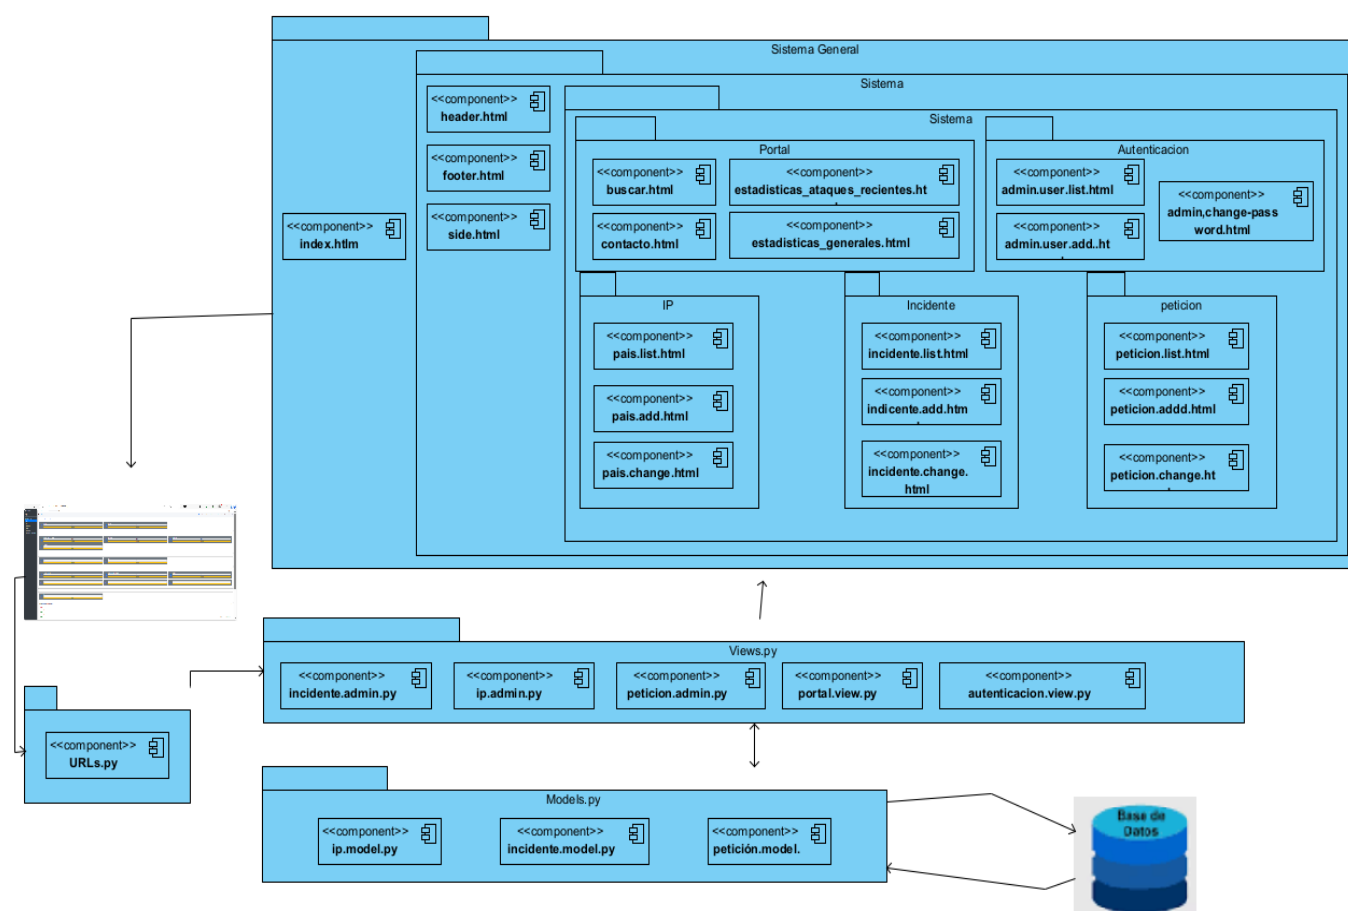 Sistema General
Sistema
Sistema
<<component>>
index.htlm
<<component>>
header.html
<<component>>
footer.html
<<component>>
side.html
Portal
<<component>>
buscar.html
<<component>>
estadisticas_ataques_recientes.ht
<<component>>
contacto.html
<<component>>
estadisticas_generales.html
Autenticacion
<<component>>
admin.user.list.html
<<component>>
admin.user.add..ht
<<component>>
admin,change-pass
word.html
IP
<<component>>
pais.list.html
<<component>>
pais.add.html
<<component>>
pais.change.html
Incidente
<<component>>
incidente.list.html
<<component>>
indicente.add.htm
<<component>>
incidente.change.
html
peticion
<<component>>
peticion.list.html
<<component>>
peticion.addd.html
<<component>>
peticion.change.ht
<<component>>
URLs.py
Views.py
<<component>>
incidente.admin.py
<<component>>
ip.admin.py
<<component>>
peticion.admin.py
<<component>>
portal.view.py
<<component>>
autenticacion.view.py
Models.py
<<component>>
ip.model.py
<<component>>
incidente.model.py
<<component>>
petición.model.
Base de
Datos